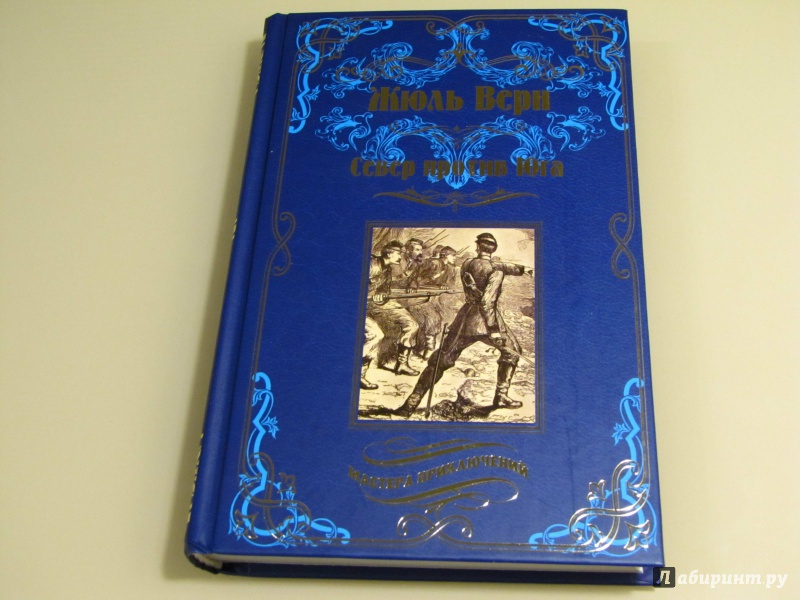 Жюль Верн
Север против Юга
МАСТЕРА ПРИКЛЮЧЕНИЙ
Лабиринт.ру